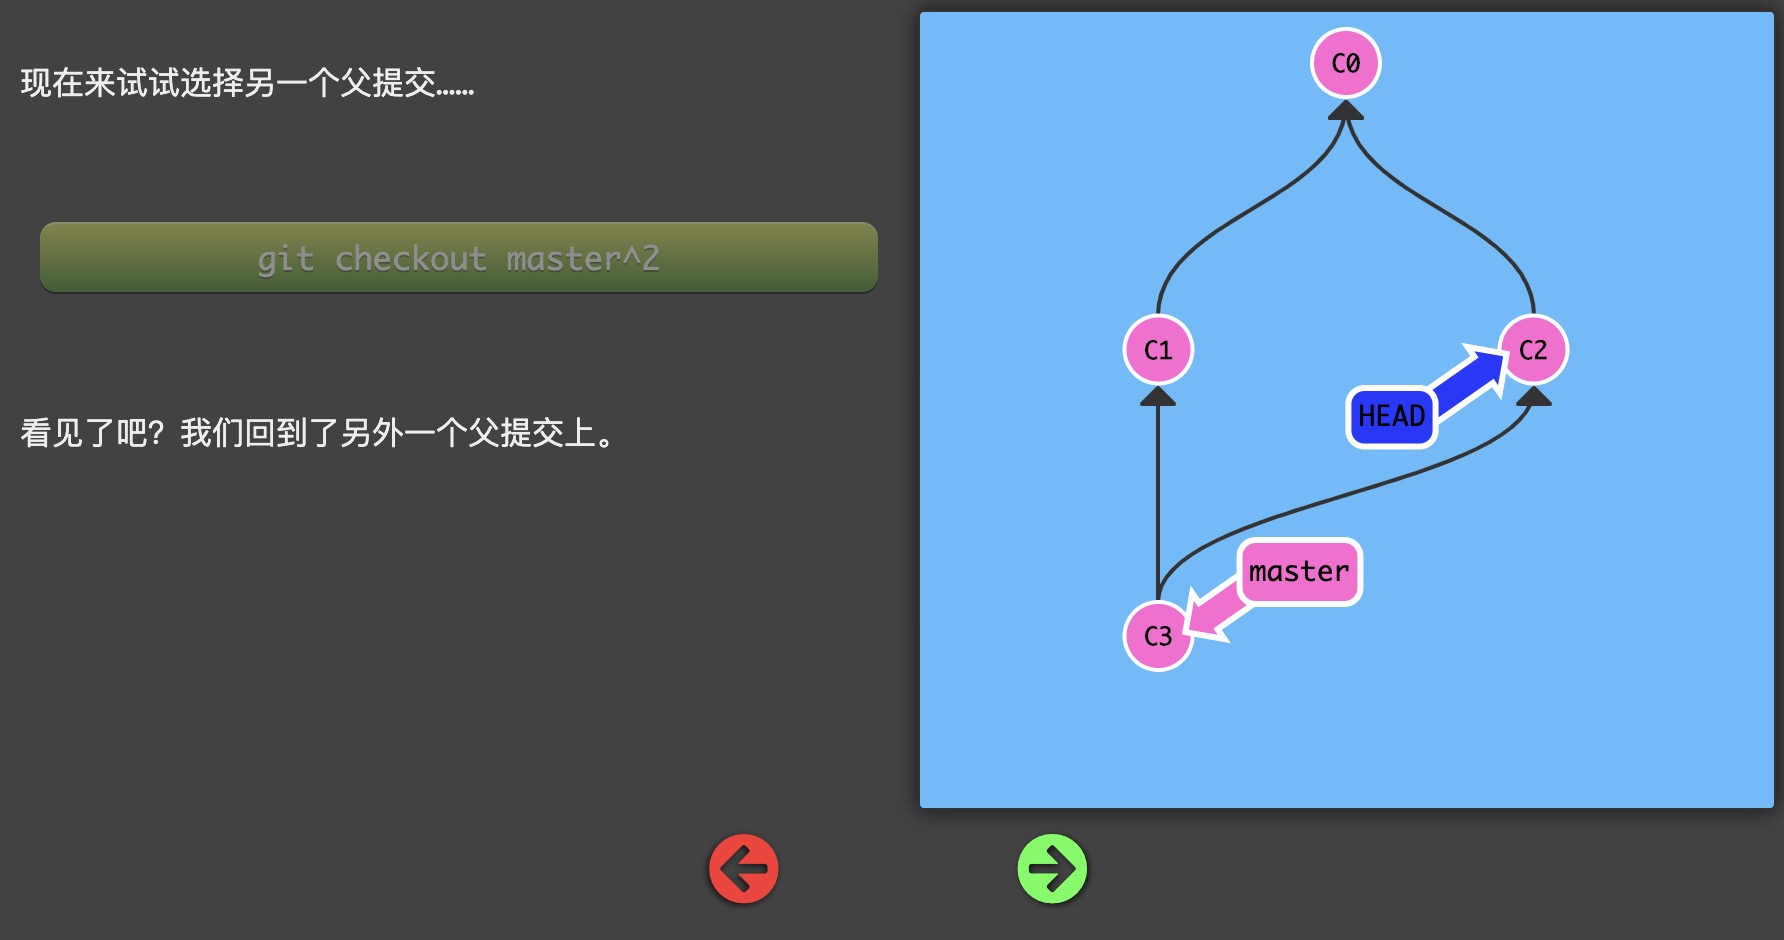 现在来试试选择另一个父提交……
git checkout master^2
看见了吧？我们回到了另外一个父提交上。
C0
C1
C2
HEAD
master
C3